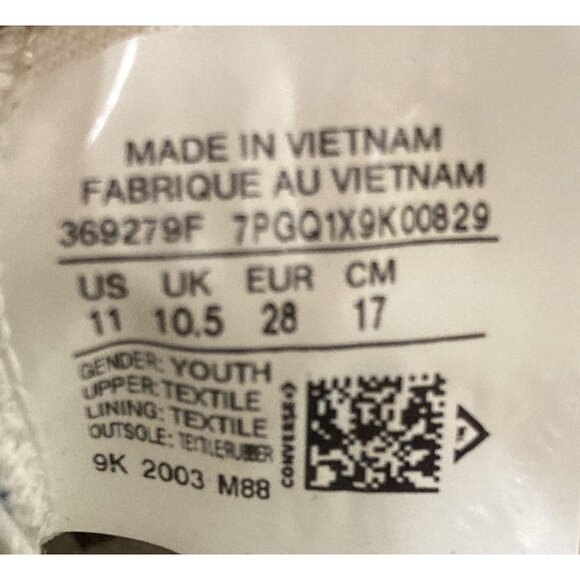 MADE IN VIETNAM
FABRIQUE AU VIETNAM
369279F 7PGQ1X9K00829
US UK EUR CM
11 10.5 28 17
GENDER: YOUTH
UPPER: TEXTILE
LINING: TEXTILE
OUTSOLE: TEXTILE/RUBBER
9K 2003 M88
CONVERSE